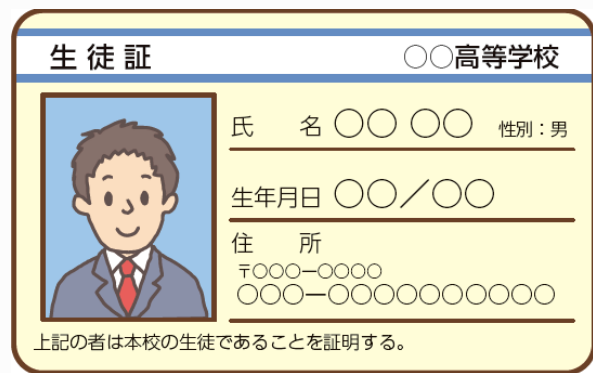 生徒証 ○○高等学校
氏　名 ○○ ○○ 性別：男
生年月日 ○○／○○
住　所
〒○○○ー○○○○
○○○ー○○○○○○○○○○
上記の者は本校の生徒であることを証明する。